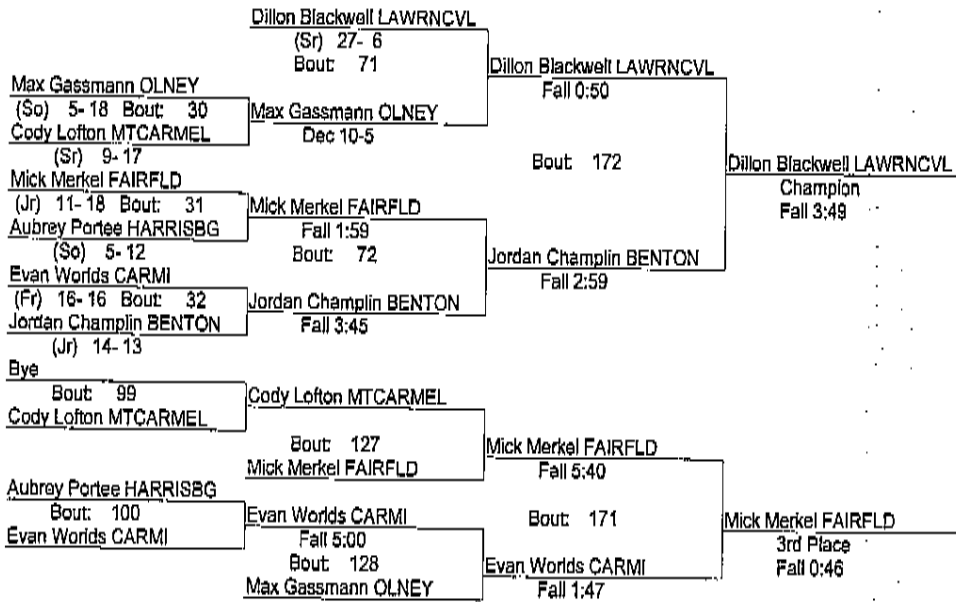 Dillon Blackwell LAWRNCVL
(Sr) 27- 6
Bout: 71
Dillon Blackwell LAWRNCVL
Fall 0:50
Max Gassmann OLNEY
(So) 5- 18 Bout: 30
Max Gassmann OLNEY
Dec 10-5
Cody Lofton MTCARMEL
(Sr) 9- 17
Bout: 172
Dillon Blackwell LAWRNCVL
Champion
Fall 3:49
Mick Merkel FAIRFLD
(Jr) 11- 18 Bout: 31
Mick Merkel FAIRFLD
Fall 1:59
Aubrey Portee HARRISBG
(So) 5- 12
Bout: 72
Jordan Champlin BENTON
Fall 2:59
Evan Worlds CARMI
(Fr) 16- 16 Bout: 32
Jordan Champlin BENTON
Fall 3:45
Jordan Champlin BENTON
(Jr) 14- 13
Bye
Bout: 99
Cody Lofton MTCARMEL
Cody Lofton MTCARMEL
Bout: 127
Mick Merkel FAIRFLD
Mick Merkel FAIRFLD
Fall 5:40
Aubrey Portee HARRISBG
Bout: 100
Evan Worlds CARMI
Evan Worlds CARMI
Fall 5:00
Bout: 171
Mick Merkel FAIRFLD
3rd Place
Fall 0:46
Bout: 128
Max Gassmann OLNEY
Evan Worlds CARMI
Fall 1:47